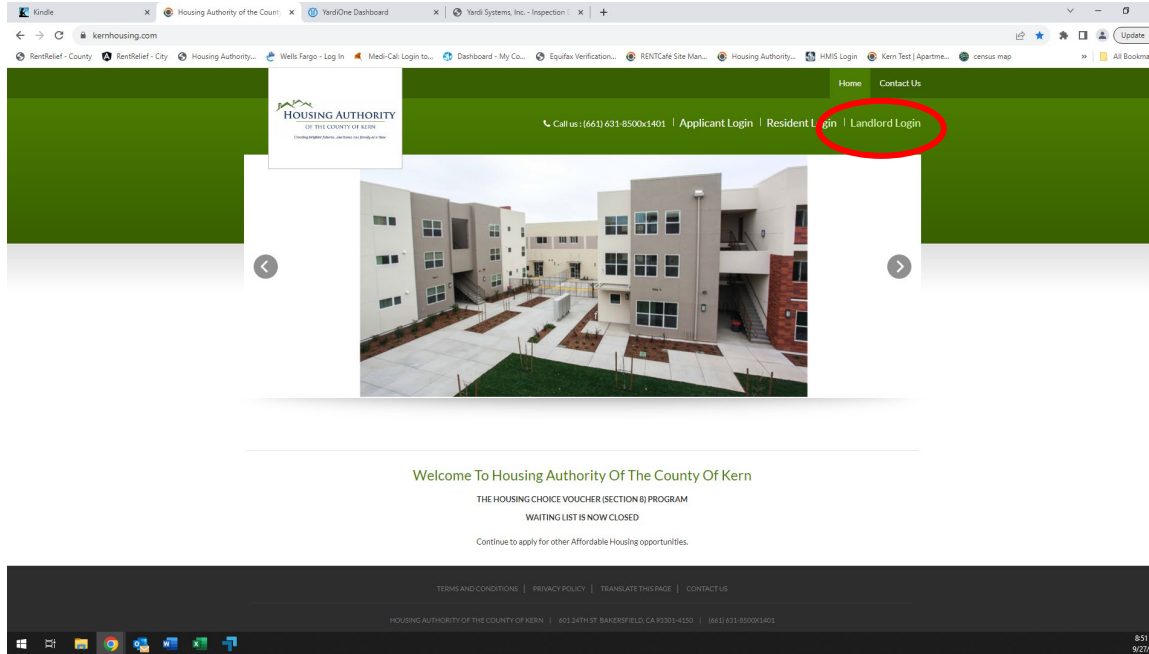 Kindle
Housing Authority of the County
YardiOne Dashboard
Yardi Systems, Inc. - Inspection
kernhousing.com
Update
RentRelief - County
RentRelief - City
Housing Authority...
Wells Fargo - Log In
Medi-Cal: Login to...
Dashboard - My Co...
Equifax Verification...
RENTCafé Site Man...
Housing Authority...
HMIS Login
Kern Test | Apartme...
census map
»
All Bookma
Home Contact Us
HOUSING AUTHORITY
OF THE COUNTY OF KERN
Call us : (661) 631-8500x1401 | Applicant Login | Resident Login | Landlord Login
Welcome To Housing Authority Of The County Of Kern
THE HOUSING CHOICE VOUCHER (SECTION 8) PROGRAM
WAITING LIST IS NOW CLOSED
Continue to apply for other Affordable Housing opportunities.
TERMS AND CONDITIONS | PRIVACY POLICY | TRANSLATE THIS PAGE | CONTACT US
HOUSING AUTHORITY OF THE COUNTY OF KERN | 601 24TH ST BAKERSFIELD, CA 93301-4150 | (661) 631-8500X1401
8:51
9/27/